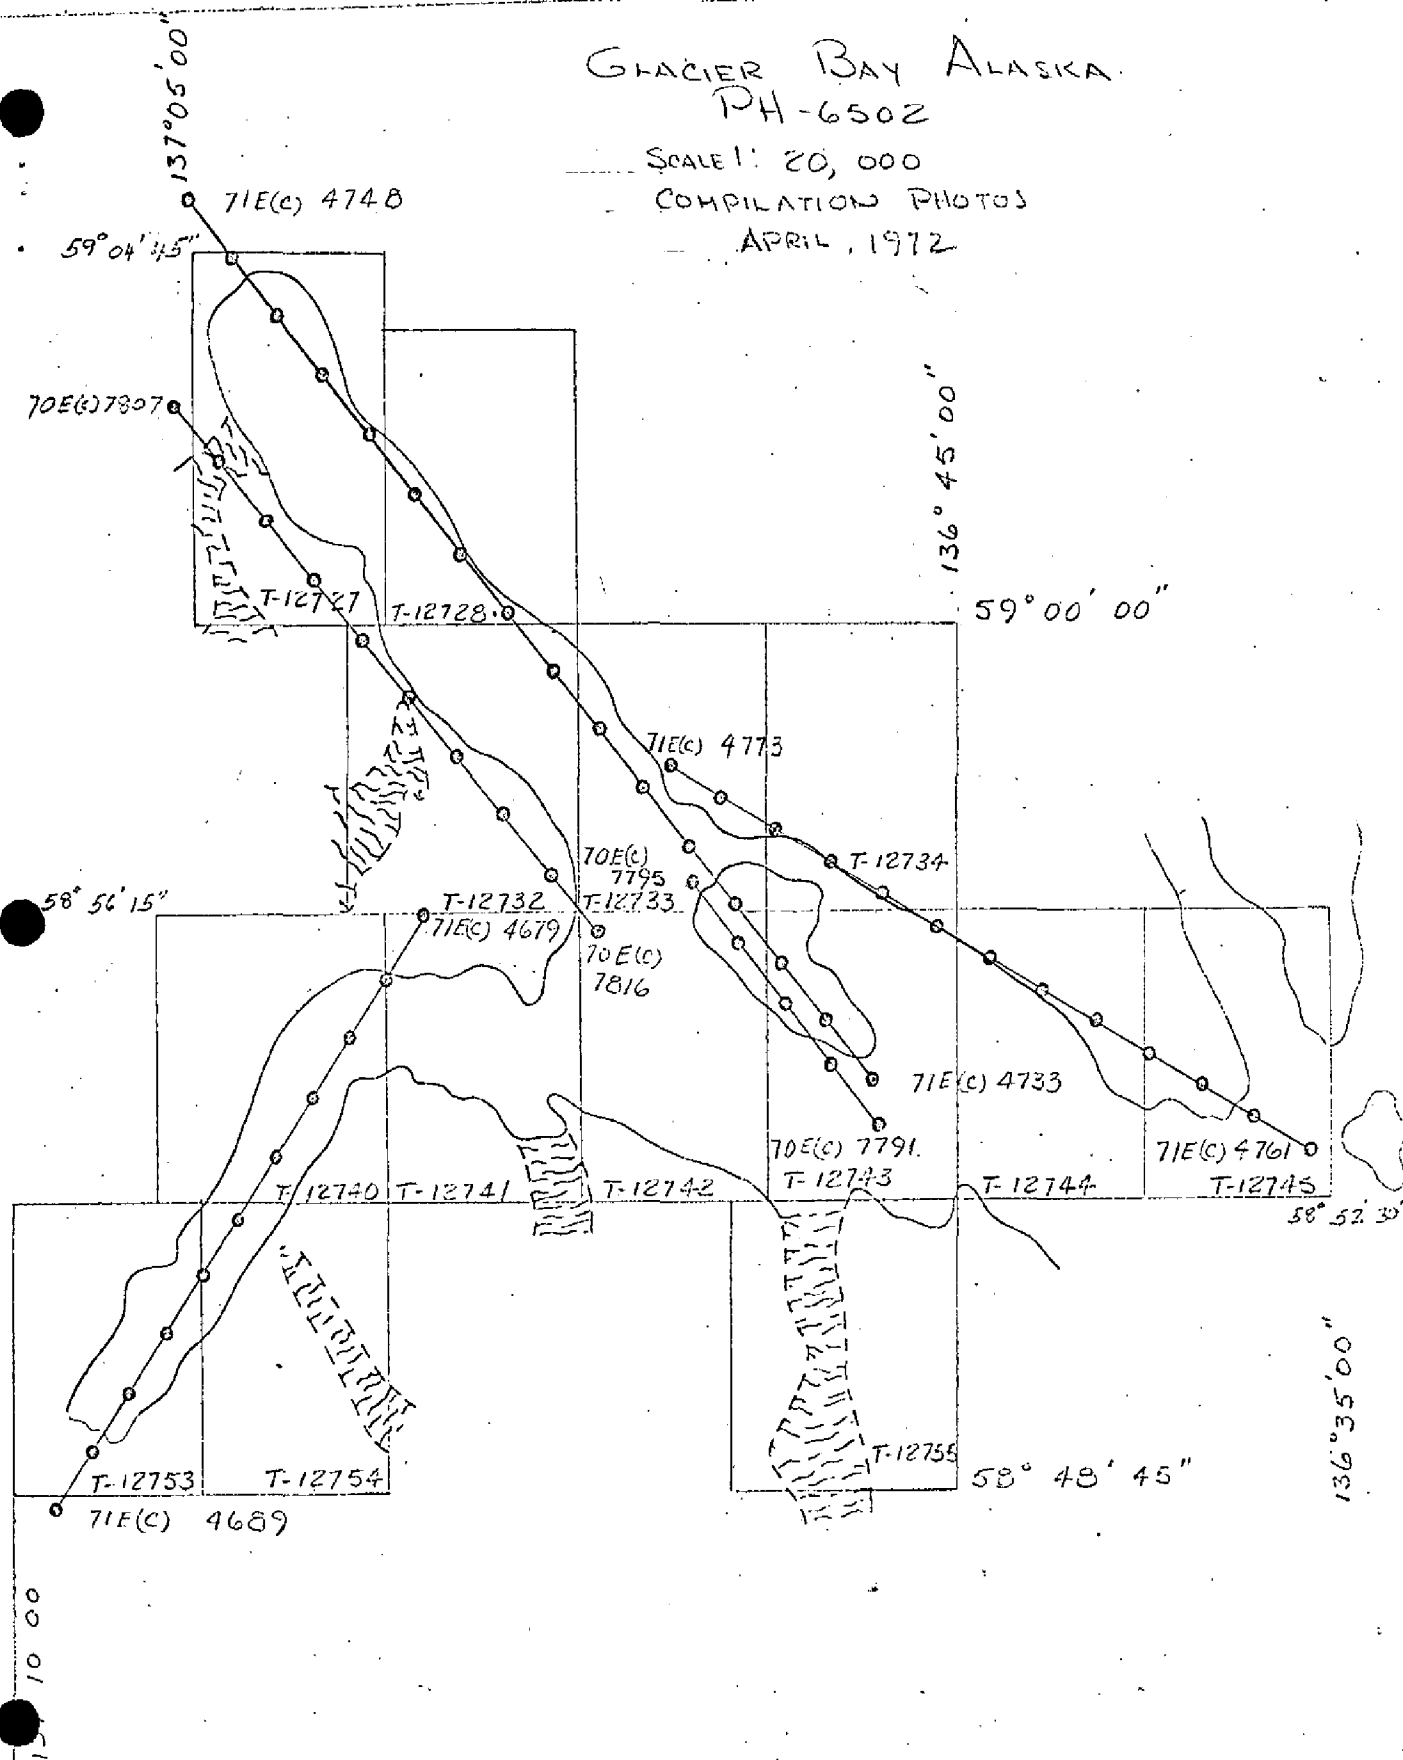 GLACIER BAY ALASKA.
PH-6502
SCALE 1: 20,000
COMPILATION PHOTOS
APRIL, 1972
137°05'00"
71E(C) 4748
59°04'45"
70E(C)7807
136°45'00"
T-12727
T-12728
59°00'00"
71E(C) 4773
70E(C)
7795
T-12734
58°56'15"
T-12732
T-12733
71E(C) 4679
70E(C)
7816
71E(C) 4733
70E(C) 7791
71E(C) 4761
T-12740
T-12741
T-12742
T-12743
T-12744
T-12745
58°52'30"
136°35'00"
T-12753
T-12754
T-12755
58°48'45"
71E(C) 4689
10 00